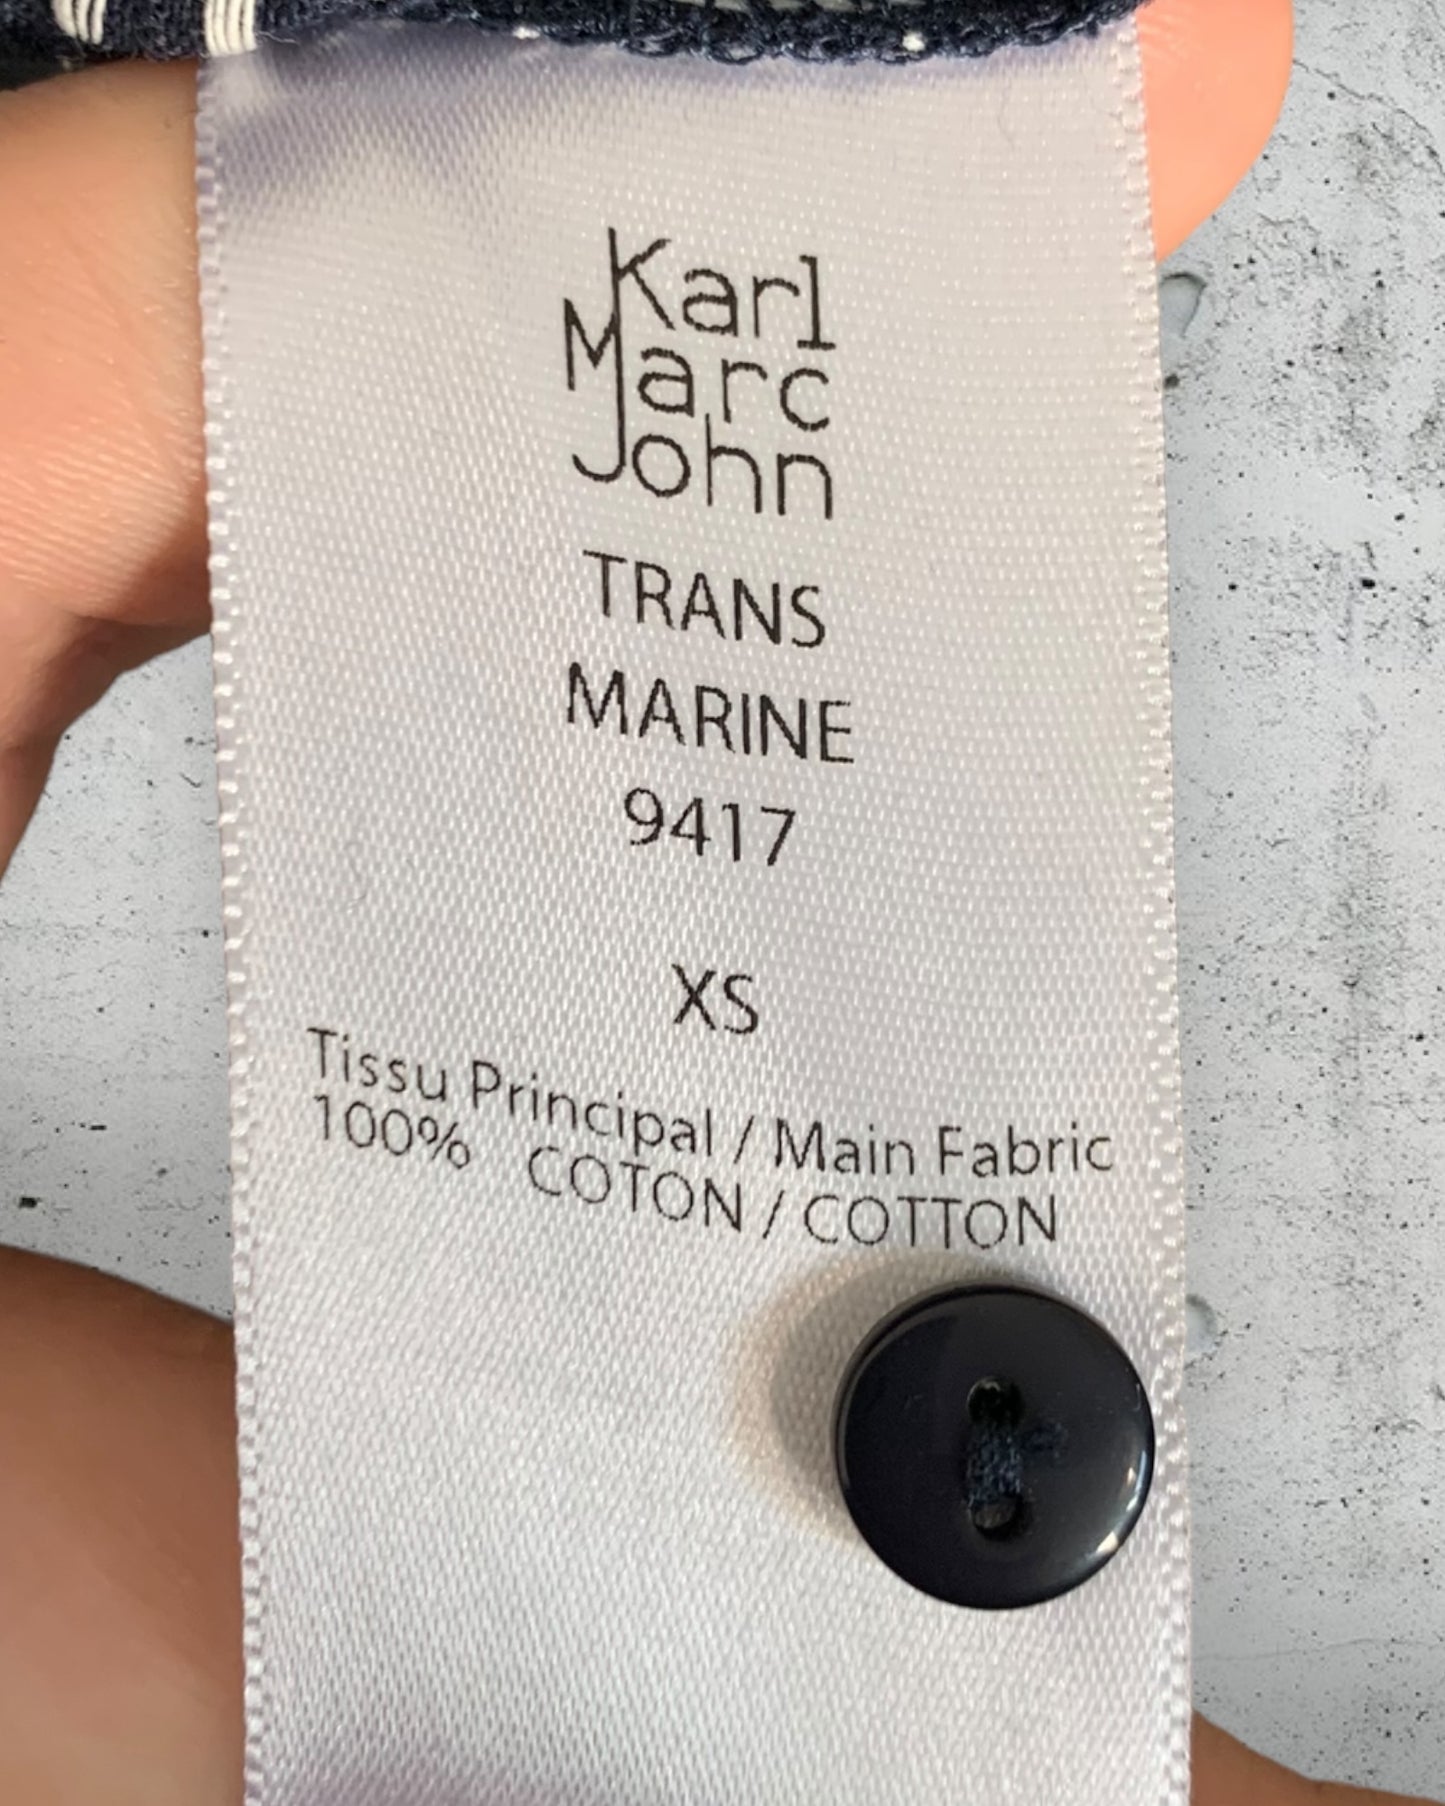 Karl
Marc
John
TRANS
MARINE
9417
XS
Tissu Principal / Main Fabric
100% COTON / COTTON